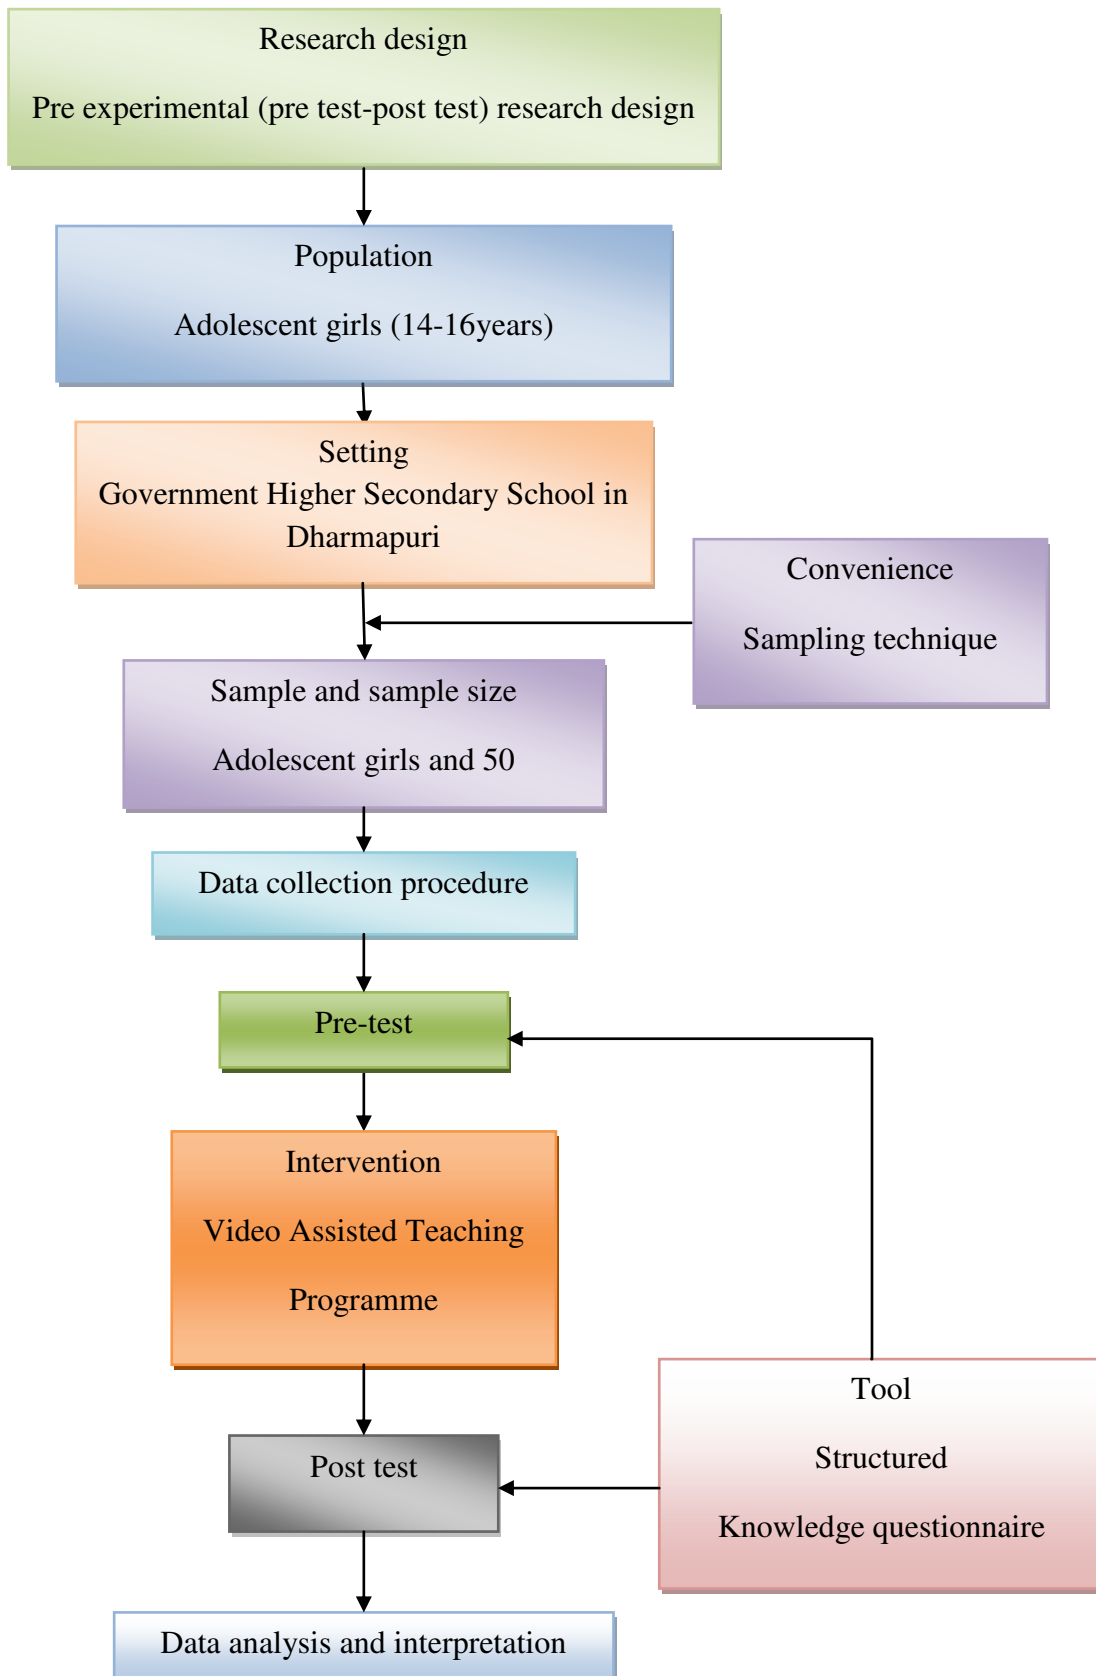 Research design
Pre experimental (pre test-post test) research design
Population
Adolescent girls (14-16years)
Setting
Government Higher Secondary School in
Dharmapuri
Convenience
Sampling technique
Sample and sample size
Adolescent girls and 50
Data collection procedure
Pre-test
Intervention
Video Assisted Teaching
Programme
Tool
Structured
Knowledge questionnaire
Post test
Data analysis and interpretation